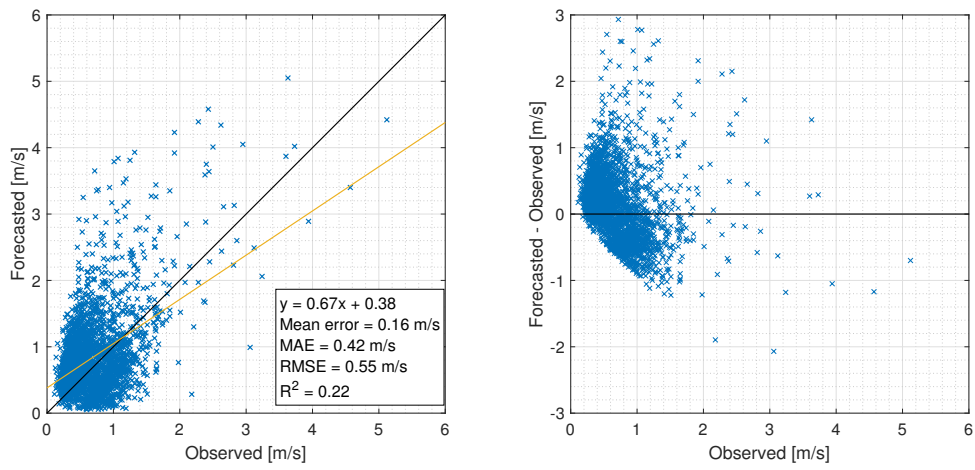 6
5
4
3
2
1
0
0 1 2 3 4 5 6
Forecasted [m/s]
Observed [m/s]
y = 0.67x + 0.38
Mean error = 0.16 m/s
MAE = 0.42 m/s
RMSE = 0.55 m/s
R² = 0.22
3
2
1
0
-1
-2
-3
0 1 2 3 4 5 6
Forecasted - Observed [m/s]
Observed [m/s]